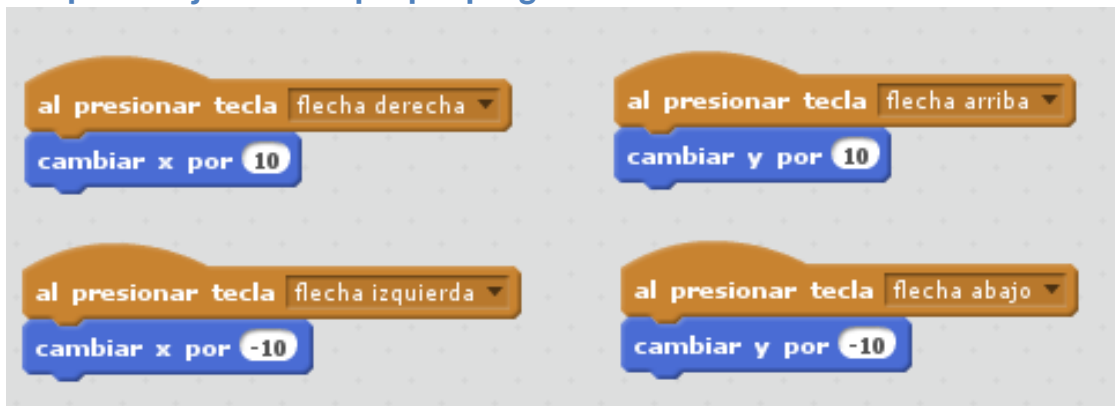 al presionar tecla flecha derecha
cambiar x por 10
al presionar tecla flecha arriba
cambiar y por 10
al presionar tecla flecha izquierda
cambiar x por -10
al presionar tecla flecha abajo
cambiar y por -10